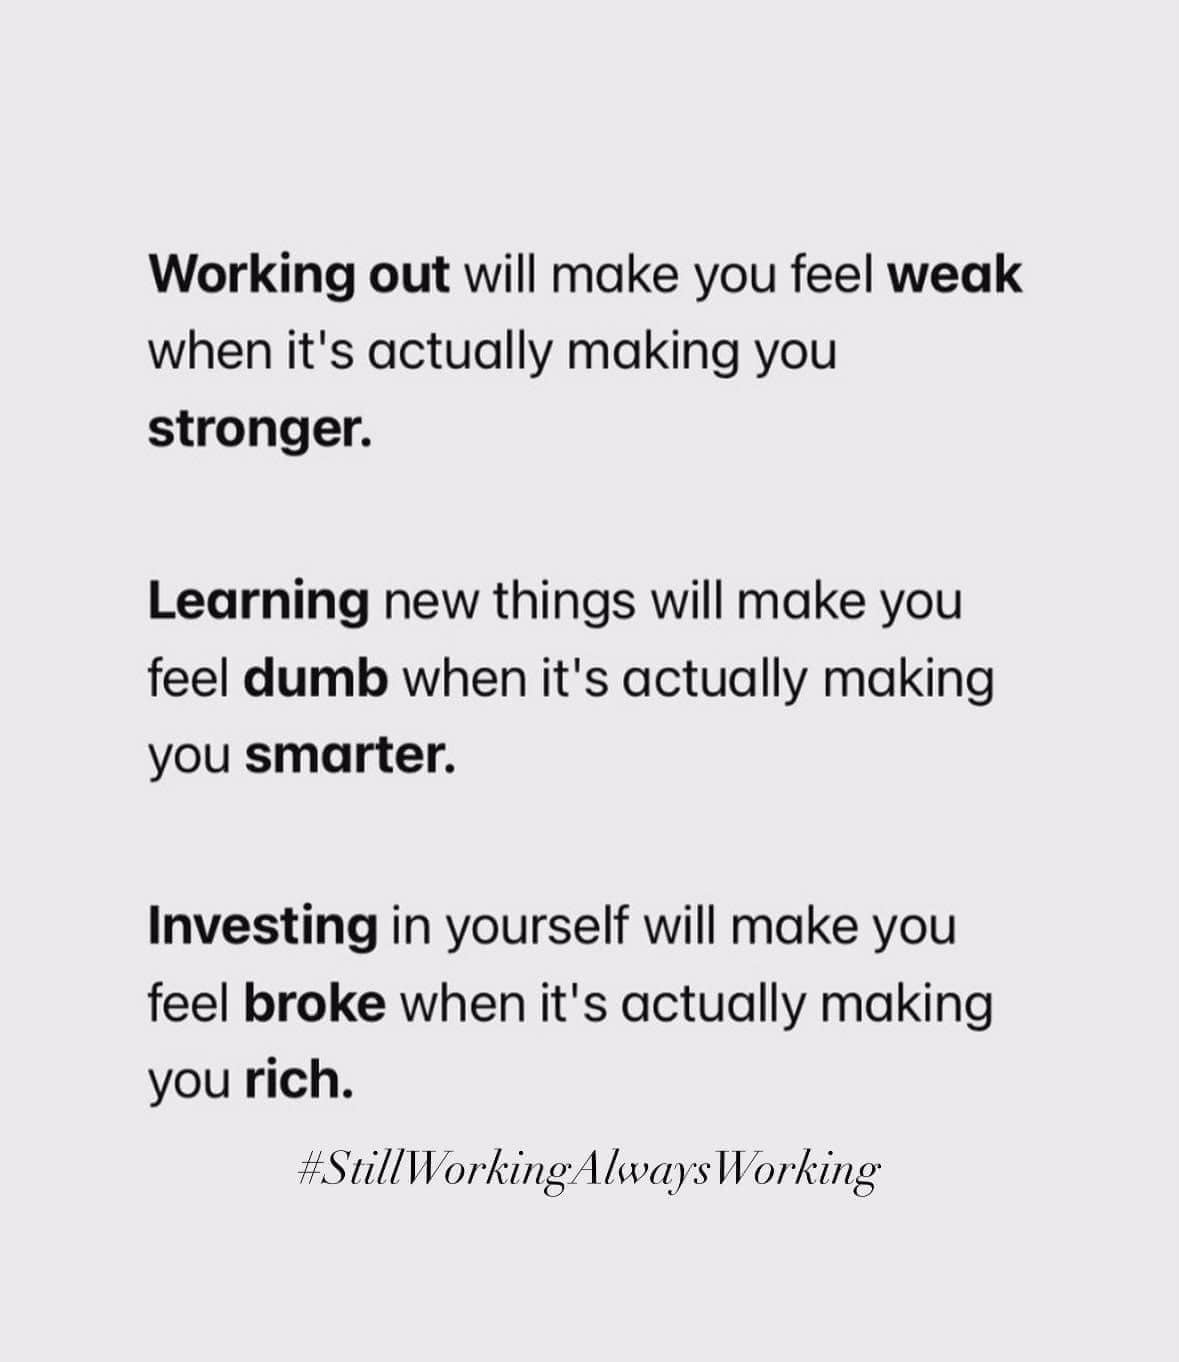 Working out will make you feel weak
when it's actually making you
stronger.
Learning new things will make you
feel dumb when it's actually making
you smarter.
Investing in yourself will make you
feel broke when it's actually making
you rich.
#StillWorkingAlwaysWorking